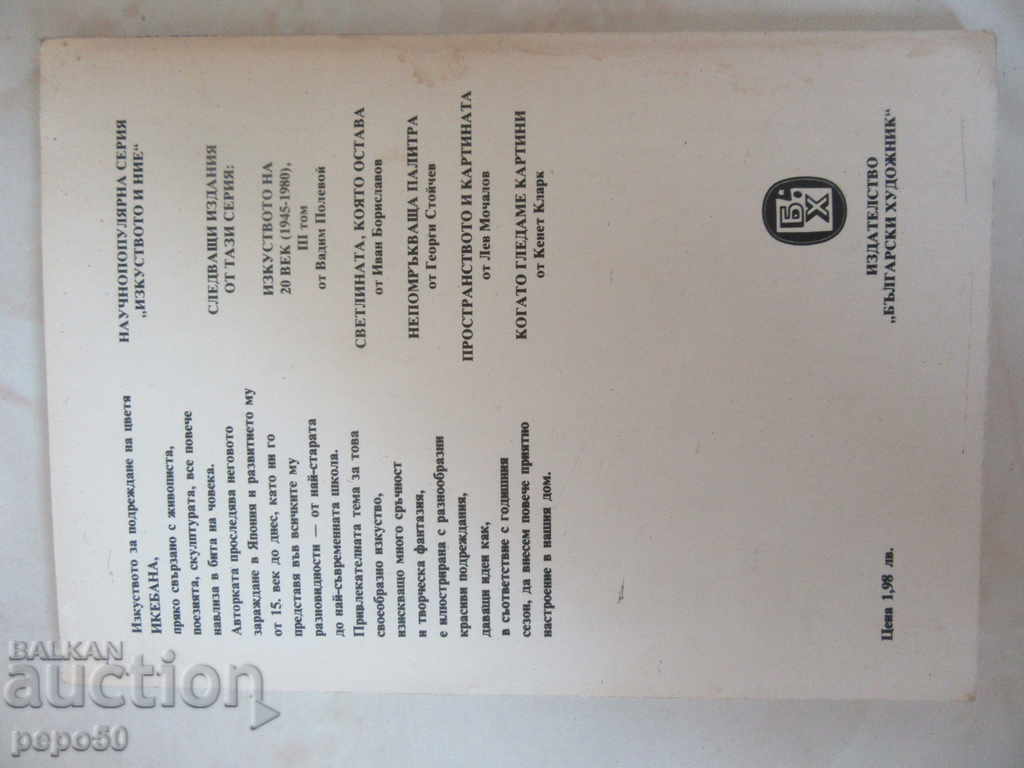 Изкуството за подреждане на цветя
ИКЕБАНА,
пряко свързано с живописта,
поезията, скулптурата, все повече
навлиза в бита на човека.
Авторката проследява неговото
зараждане в Япония и развитието му
от 15. век до днес, като ни го
представя във всичките му
разновидности — от най-старата
до най-съвременната школа.
Привлекателната тема за това
своеобразно изкуство,
изискващо много сръчност
и творческа фантазия,
е илюстрирана с разнообразни
красиви подреждания,
даващи идеи как,
в съответствие с годишния
сезон, да внесем повече приятно
настроение в нашия дом.
Цена 1,98 лв.
НАУЧНОПОПУЛЯРНА СЕРИЯ
„ИЗКУСТВОТО И НИЕ“
СЛЕДВАЩИ ИЗДАНИЯ
ОТ ТАЗИ СЕРИЯ:
ИЗКУСТВОТО НА
20 ВЕК (1945-1980),
III том
от Вадим Полевой
СВЕТЛИНАТА, КОЯТО ОСТАВА
от Иван Бориславов
НЕПОМРЪКВАЩА ПАЛИТРА
от Георги Стойчев
ПРОСТРАНСТВОТО И КАРТИНАТА
от Лев Мочалов
КОГАТО ГЛЕДАМЕ КАРТИНИ
от Кенет Кларк
БХ
ИЗДАТЕЛСТВО
„БЪЛГАРСКИ ХУДОЖНИК“
BALKAN
auction
pepo50